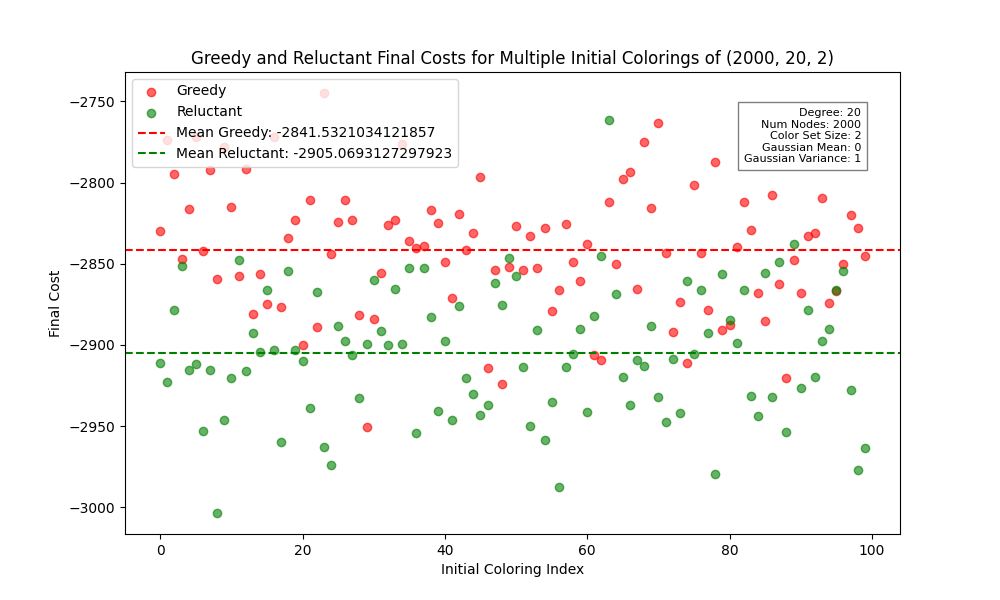 Greedy and Reluctant Final Costs for Multiple Initial Colorings of (2000, 20, 2)
Greedy
Reluctant
Mean Greedy: -2841.5321034121857
Mean Reluctant: -2905.0693127297923
Degree: 20
Num Nodes: 2000
Color Set Size: 2
Gaussian Mean: 0
Gaussian Variance: 1
Final Cost
−2750
−2800
−2850
−2900
−2950
−3000
0
20
40
60
80
100
Initial Coloring Index